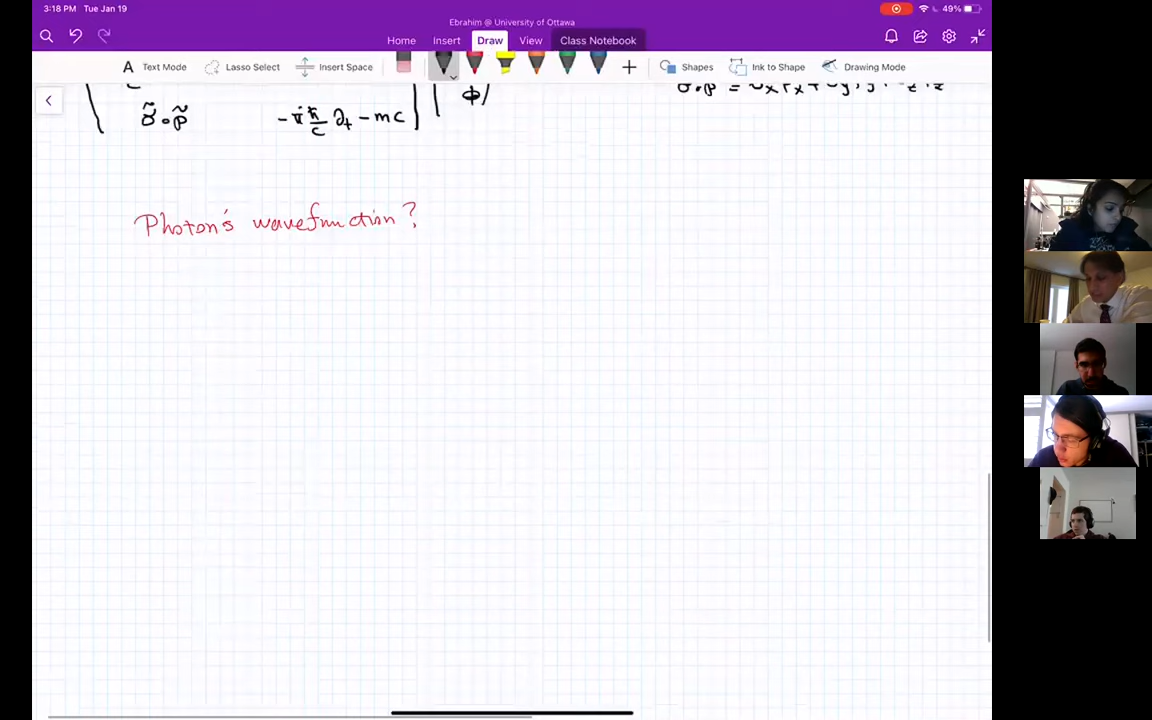 3:18 PM Tue Jan 19
49%
Ebrahim @ University of Ottawa
Home Insert Draw View Class Notebook
A Text Mode Lasso Select Insert Space Shapes Ink to Shape Drawing Mode
ϕ
σ̃·p̃ -iℏ/c ∂t - mc
Photon's wavefunction?